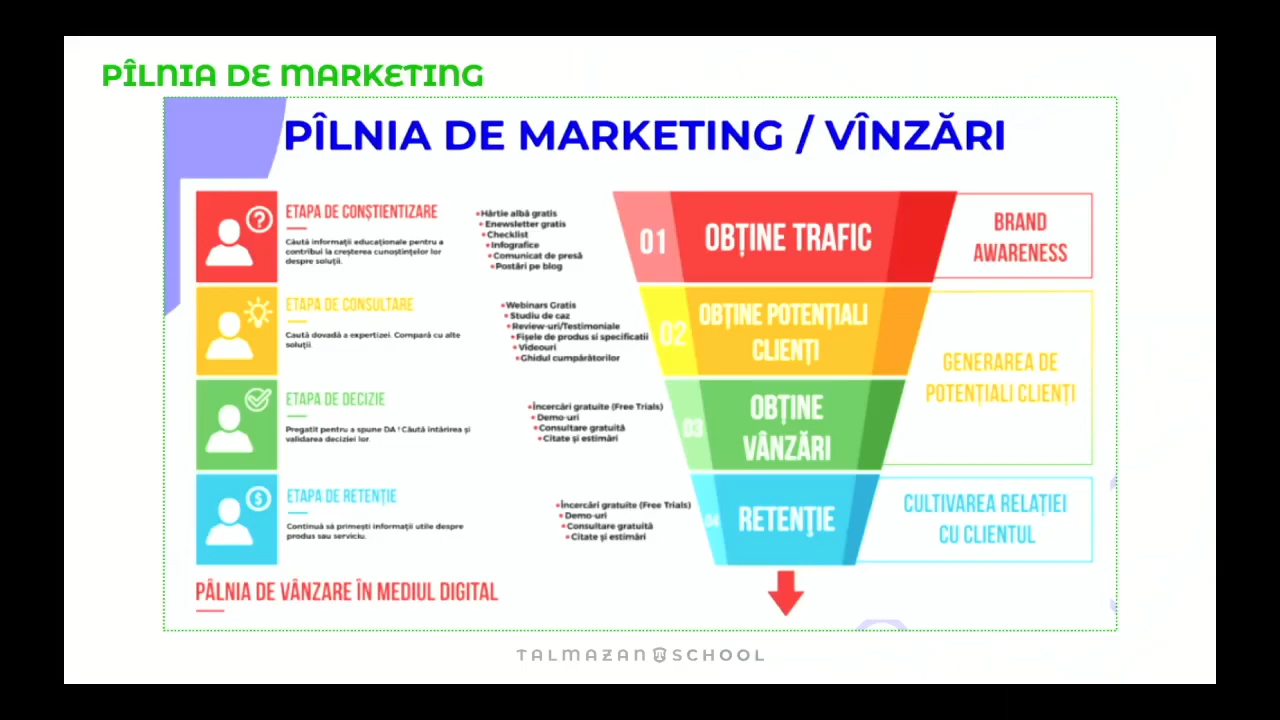 PÎLNIA DE MARKETING
PÎLNIA DE MARKETING / VÎNZĂRI
ETAPA DE CONȘTIENTIZARE
Căută informații educaționale pentru a
contribui la creșterea cunoștințelor lor
despre soluții.
•Hârtie albă gratis
•Enewsletter gratis
•Checklist
•Infografice
•Comunicat de presă
•Postări pe blog
01
OBȚINE TRAFIC
BRAND
AWARENESS
ETAPA DE CONSULTARE
Caută dovadă a expertizei. Compară cu alte
soluții.
•Webinars Gratis
•Studiu de caz
•Review-uri/Testimoniale
•Fișele de produs si specificatii
•Videouri
•Ghidul cumpărătorilor
02
OBȚINE POTENȚIALI
CLIENȚI
GENERAREA DE
POTENȚIALI CLIENȚI
ETAPA DE DECIZIE
Pregatit pentru a spune DA ! Căută intărirea și
validarea deciziei lor
•Încercări gratuite (Free Trials)
•Demo-uri
•Consultare gratuită
•Citate și estimări
03
OBȚINE
VÂNZĂRI
ETAPA DE RETENȚIE
Continuă să primești informații utile despre
produs sau serviciu.
•Încercări gratuite (Free Trials)
•Demo-uri
•Consultare gratuită
•Citate și estimări
04
RETENȚIE
CULTIVAREA RELAȚIEI
CU CLIENTUL
PÂLNIA DE VÂNZARE ÎN MEDIUL DIGITAL
TALMAZAN SCHOOL